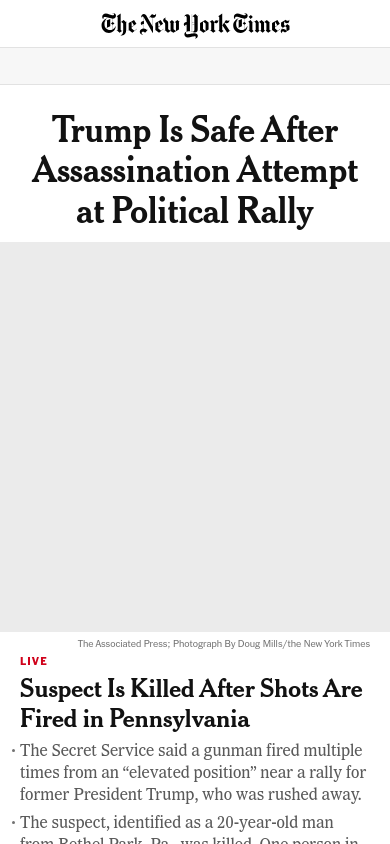 The New York Times
Trump Is Safe After
Assassination Attempt
at Political Rally
The Associated Press; Photograph By Doug Mills/the New York Times
LIVE
Suspect Is Killed After Shots Are
Fired in Pennsylvania
• The Secret Service said a gunman fired multiple
times from an “elevated position” near a rally for
former President Trump, who was rushed away.
• The suspect, identified as a 20-year-old man
from Bethel Park, Pa., was killed. One person in